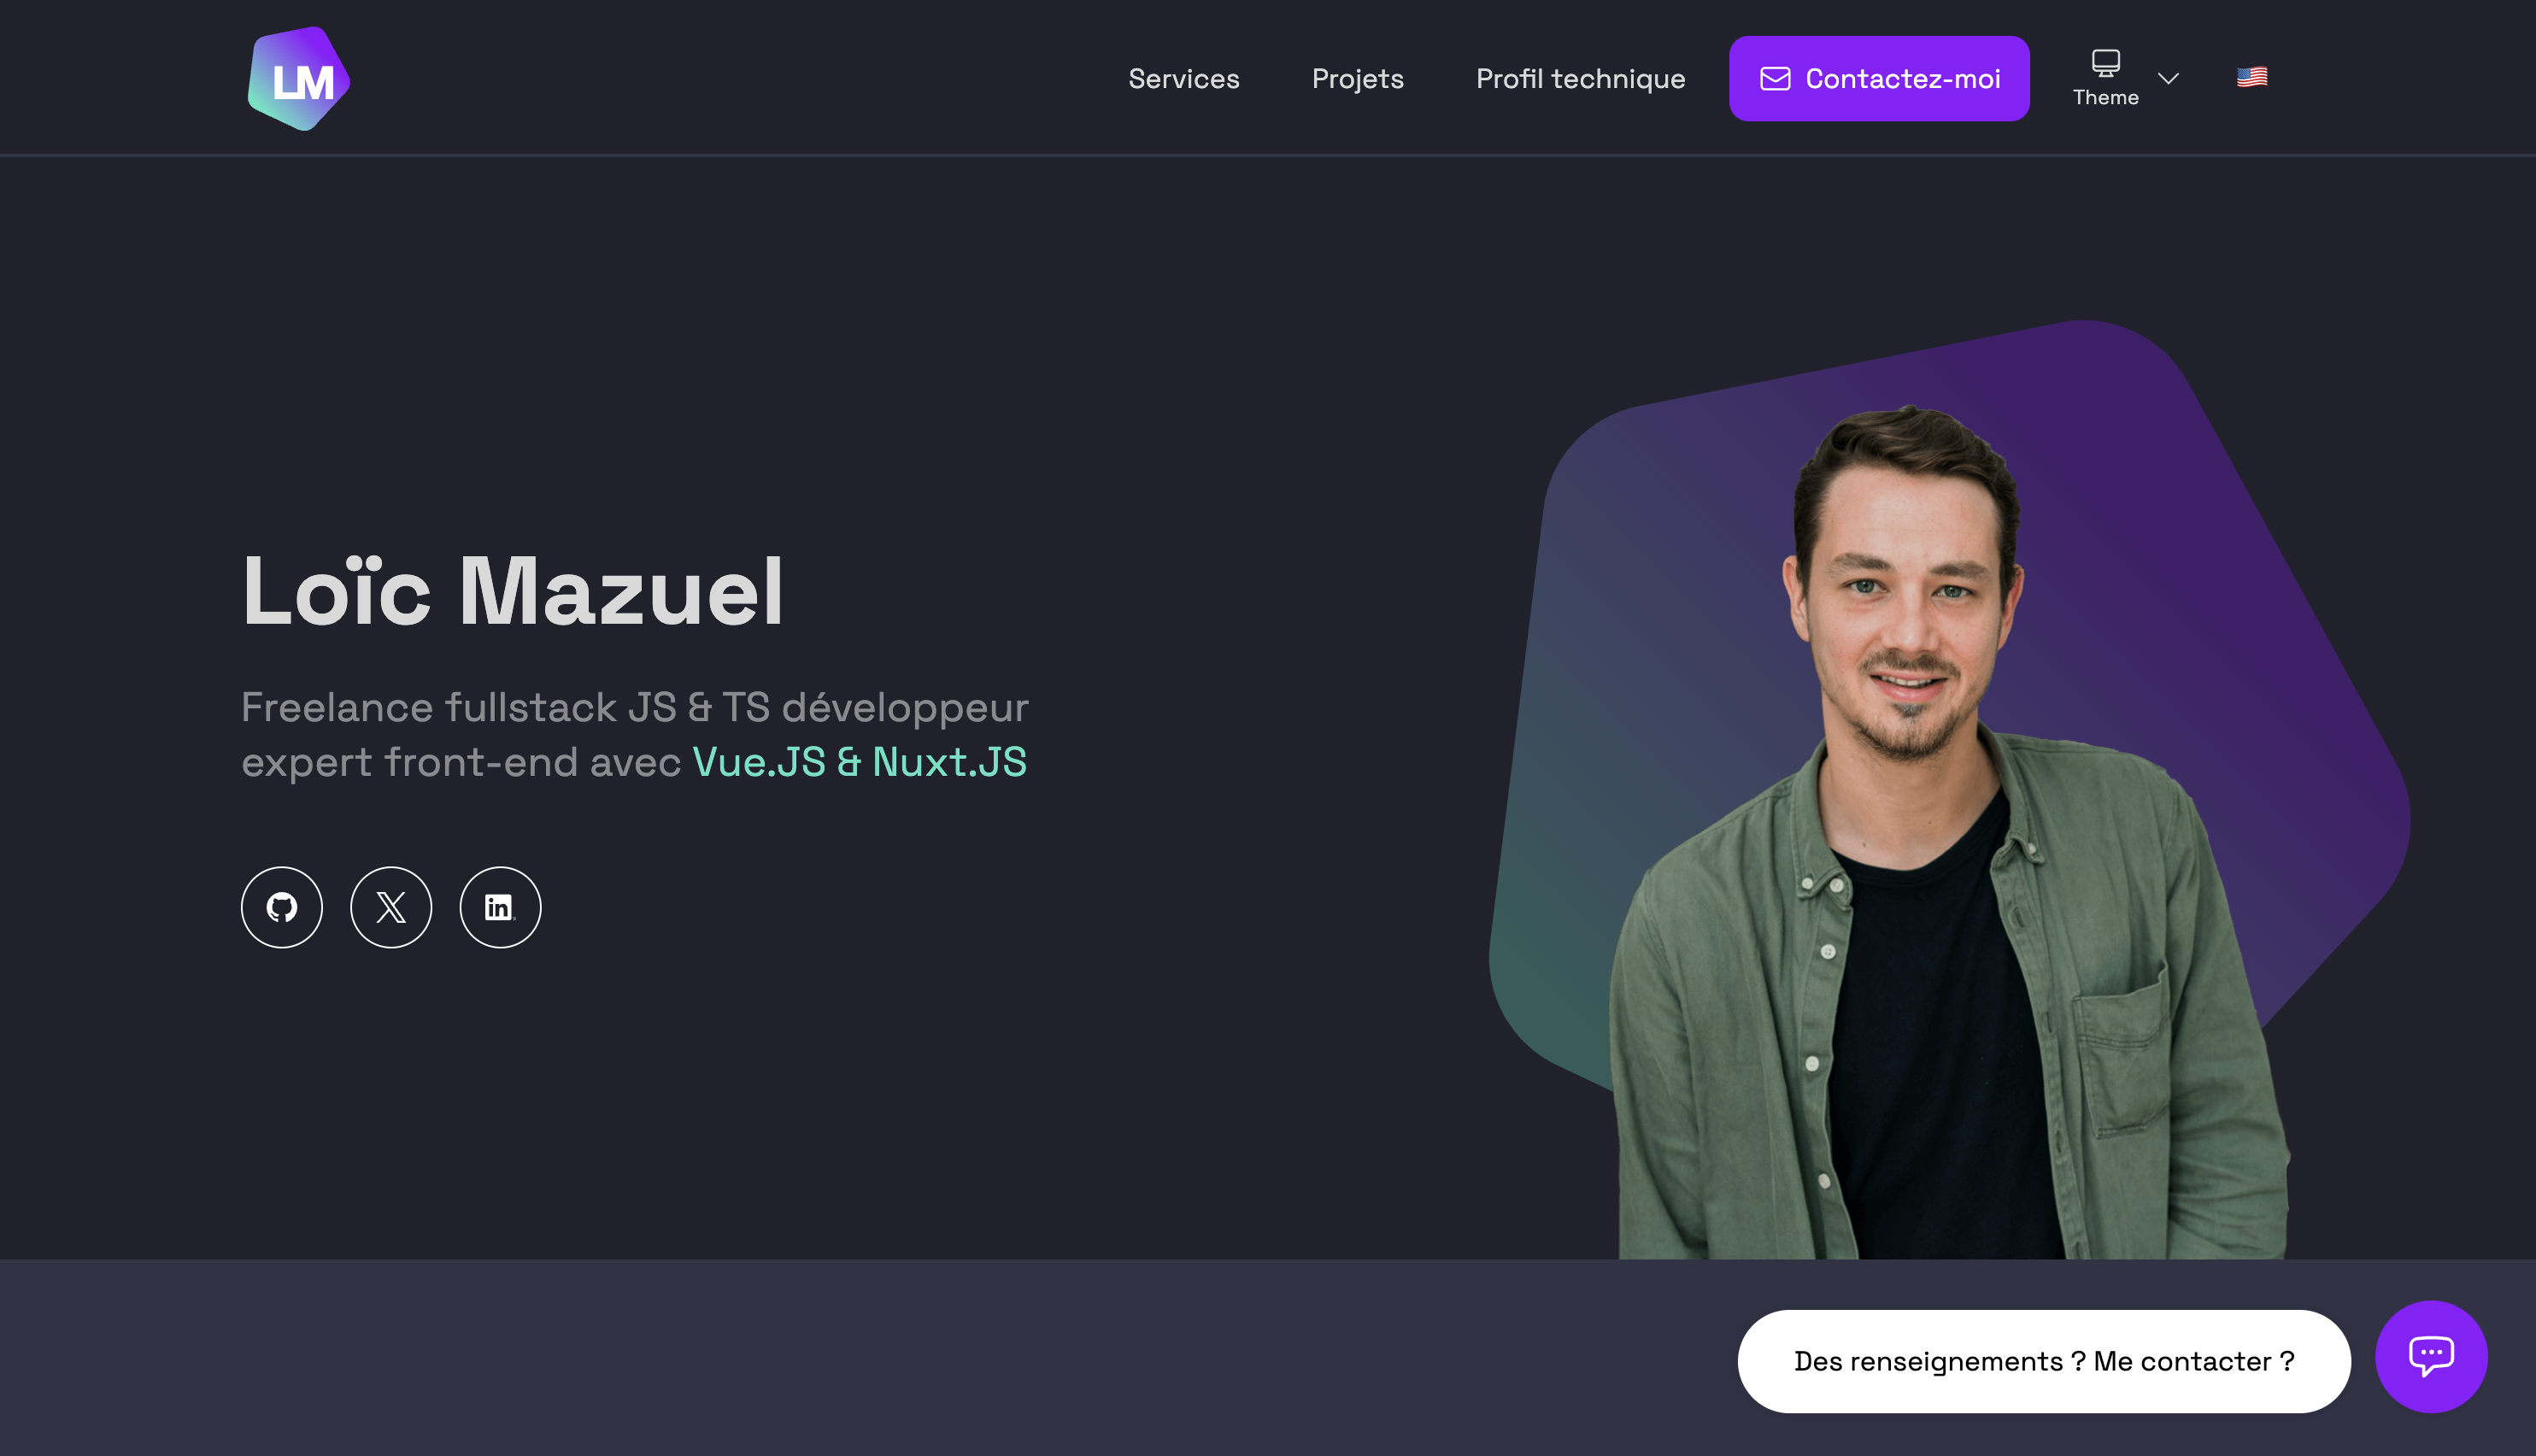 LM
Services
Projets
Profil technique
Contactez-moi
Theme
Loïc Mazuel
Freelance fullstack JS & TS développeur
expert front-end avec Vue.JS & Nuxt.JS
in
Des renseignements ? Me contacter ?